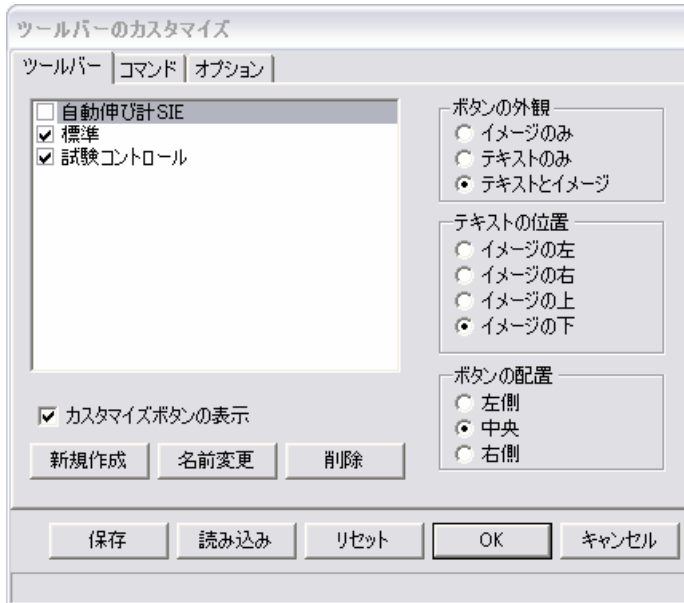 ツールバーのカスタマイズ
ツールバー コマンド オプション
自動伸び計SIE
標準
試験コントロール
カスタマイズボタンの表示
新規作成 名前変更 削除
ボタンの外観
イメージのみ
テキストのみ
テキストとイメージ
テキストの位置
イメージの左
イメージの右
イメージの上
イメージの下
ボタンの配置
左側
中央
右側
保存 読み込み リセット OK キャンセル